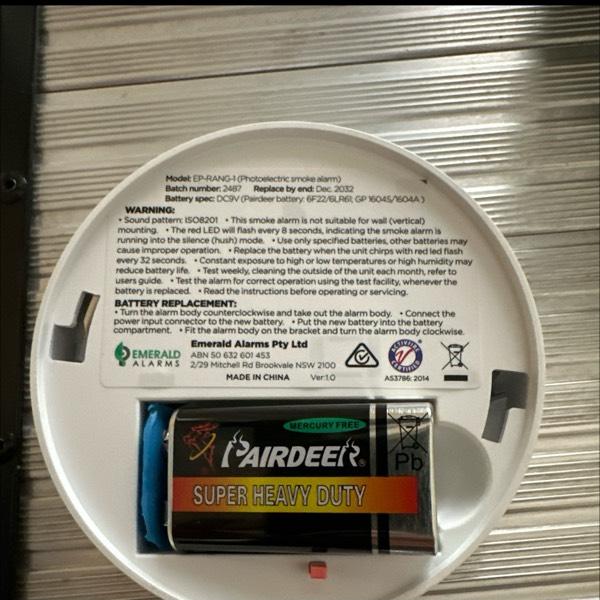 Model: EP-RANG-1 (Photoelectric smoke alarm)
Batch number: 2487 Replace by end: Dec. 2032
Battery spec: DC9V (Pairdeer battery: 6F22/6LR61; GP 1604S/1604A )
WARNING:
• Sound pattern: ISO8201 • This smoke alarm is not suitable for wall (vertical)
mounting. • The red LED will flash every 8 seconds, indicating the smoke alarm is
running into the silence (hush) mode. • Use only specified batteries, other batteries may
cause improper operation. • Replace the battery when the unit chirps with red led flash
every 32 seconds. • Constant exposure to high or low temperatures or high humidity may
reduce battery life. • Test weekly, cleaning the outside of the unit each month, refer to
users guide. • Test the alarm for correct operation using the test facility, whenever the
battery is replaced. • Read the instructions before operating or servicing.
BATTERY REPLACEMENT:
• Turn the alarm body counterclockwise and take out the alarm body. • Connect the
power input connector to the new battery. • Put the new battery into the battery
compartment. • Fit the alarm body on the bracket and turn the alarm body clockwise.
EMERALD
ALARMS
Emerald Alarms Pty Ltd
ABN 50 632 601 453
2/29 Mitchell Rd Brookvale NSW 2100
MADE IN CHINA Ver:1.0
ACTIVFIRE
CERTIFIED
AS3786: 2014
MERCURY FREE
PAIRDEER®
SUPER HEAVY DUTY
Pb